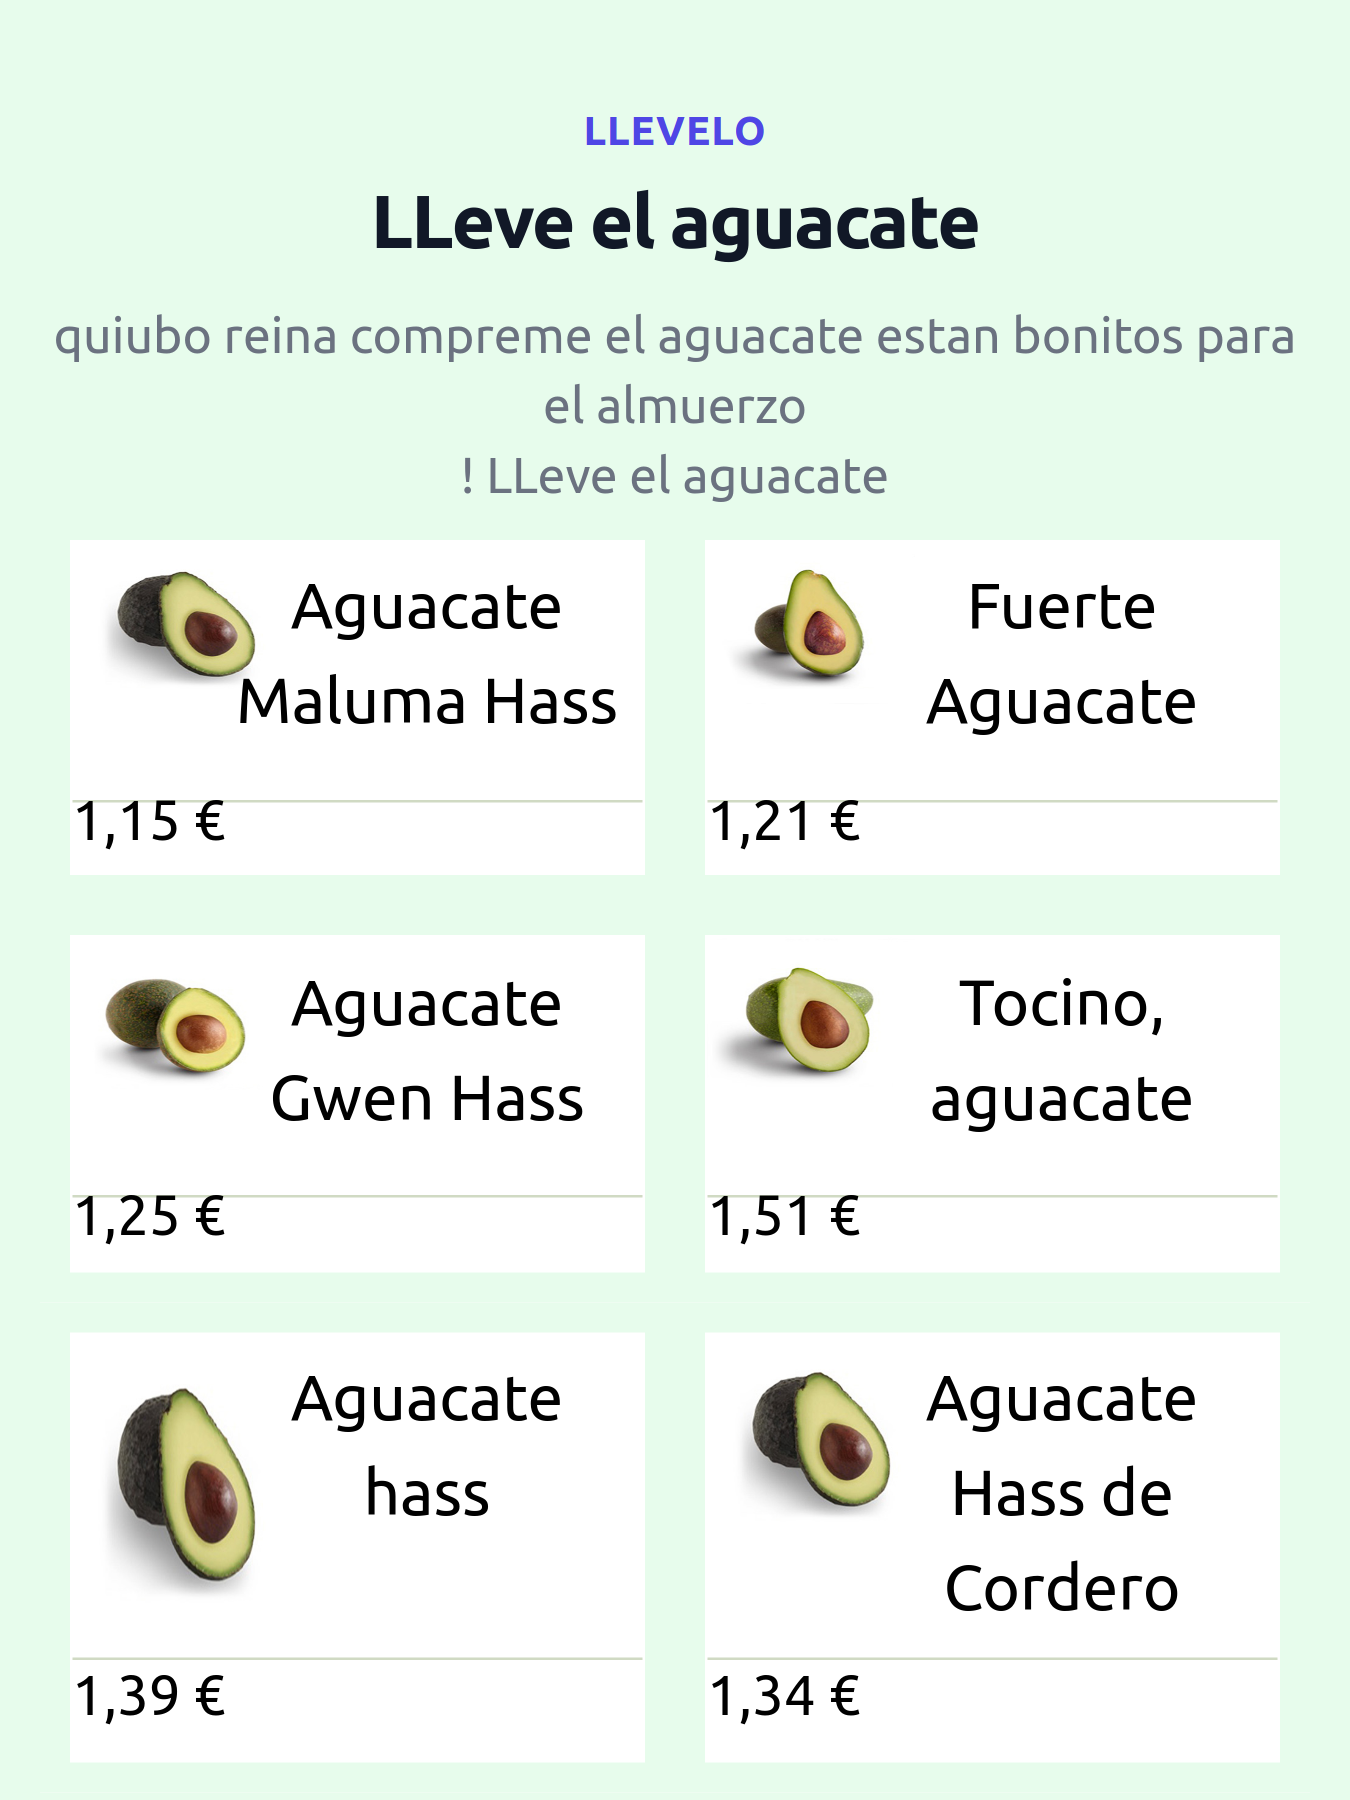 LLEVELO
LLeve el aguacate
quiubo reina compreme el aguacate estan bonitos para
el almuerzo
! LLeve el aguacate
Aguacate
Maluma Hass
1,15 €
Fuerte
Aguacate
1,21 €
Aguacate
Gwen Hass
1,25 €
Tocino,
aguacate
1,51 €
Aguacate
hass
1,39 €
Aguacate
Hass de
Cordero
1,34 €